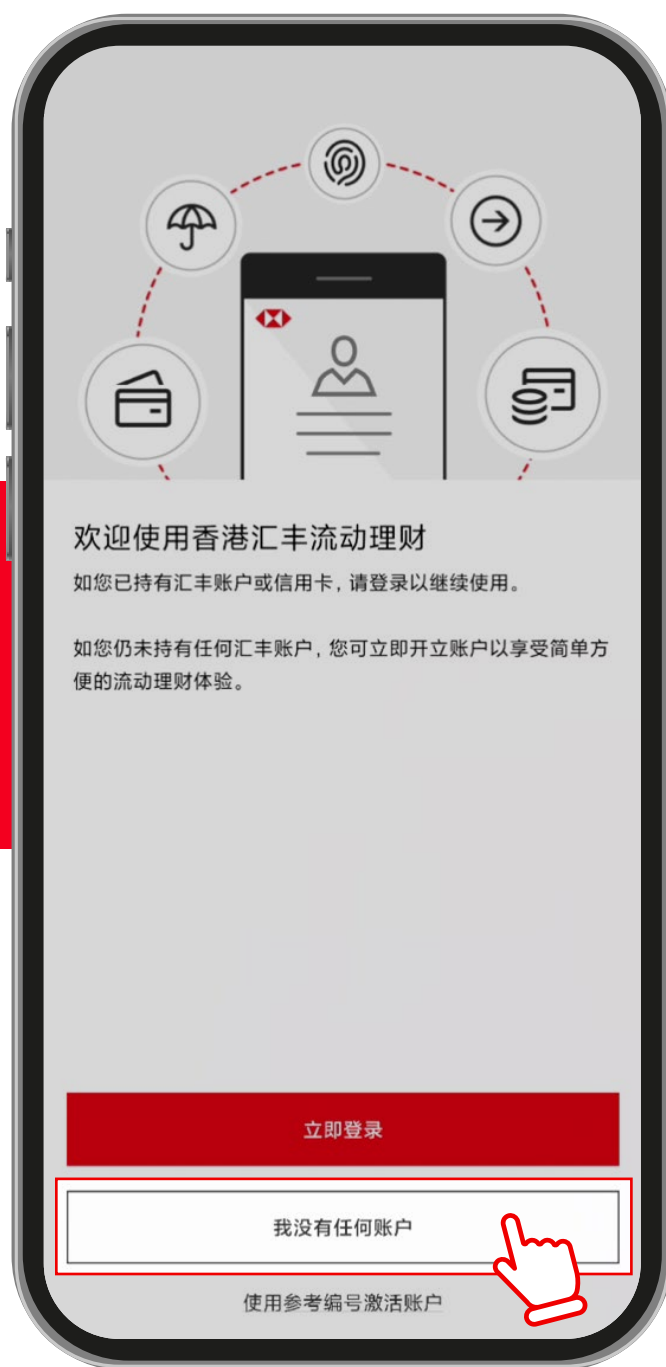 欢迎使用香港汇丰流动理财
如您已持有汇丰账户或信用卡，请登录以继续使用。
如您仍未持有任何汇丰账户，您可立即开立账户以享受简单方
便的流动理财体验。
立即登录
我没有任何账户
使用参考编号激活账户